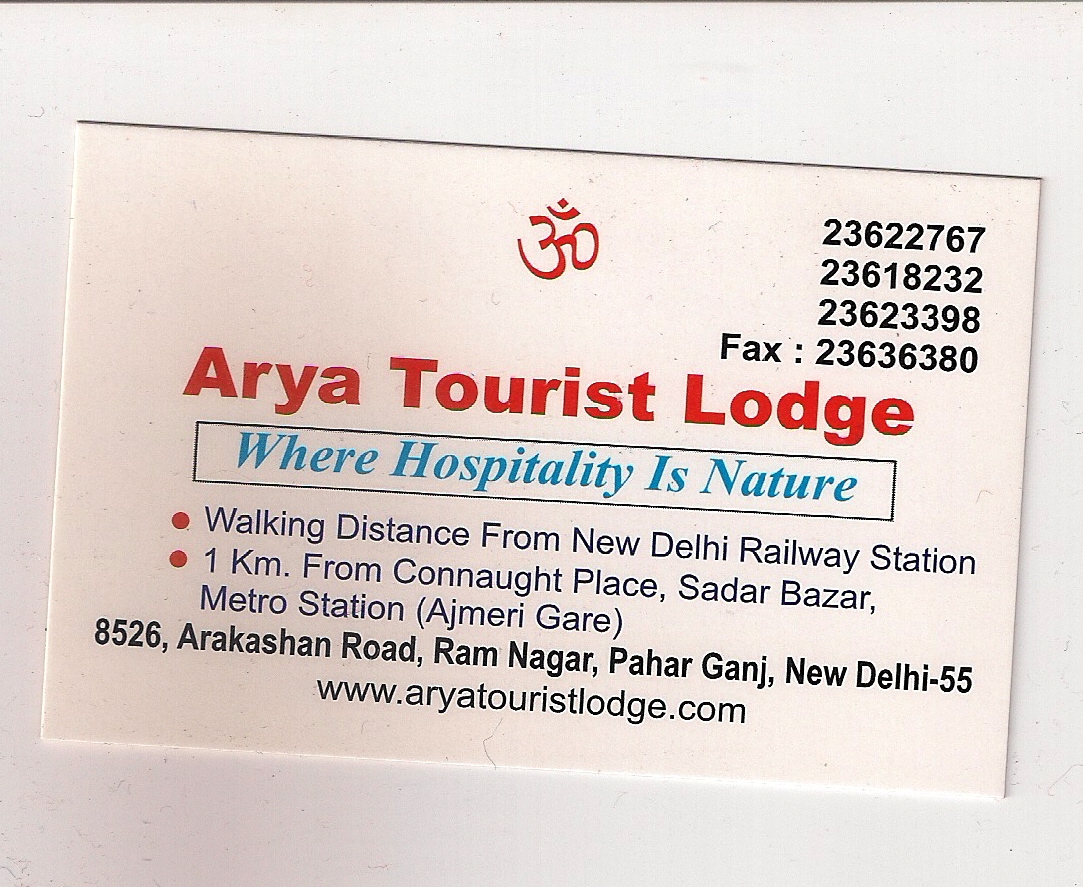 ॐ
23622767
23618232
23623398
Fax : 23636380
Arya Tourist Lodge
Where Hospitality Is Nature
• Walking Distance From New Delhi Railway Station
• 1 Km. From Connaught Place, Sadar Bazar,
Metro Station (Ajmeri Gare)
8526, Arakashan Road, Ram Nagar, Pahar Ganj, New Delhi-55
www.aryatouristlodge.com